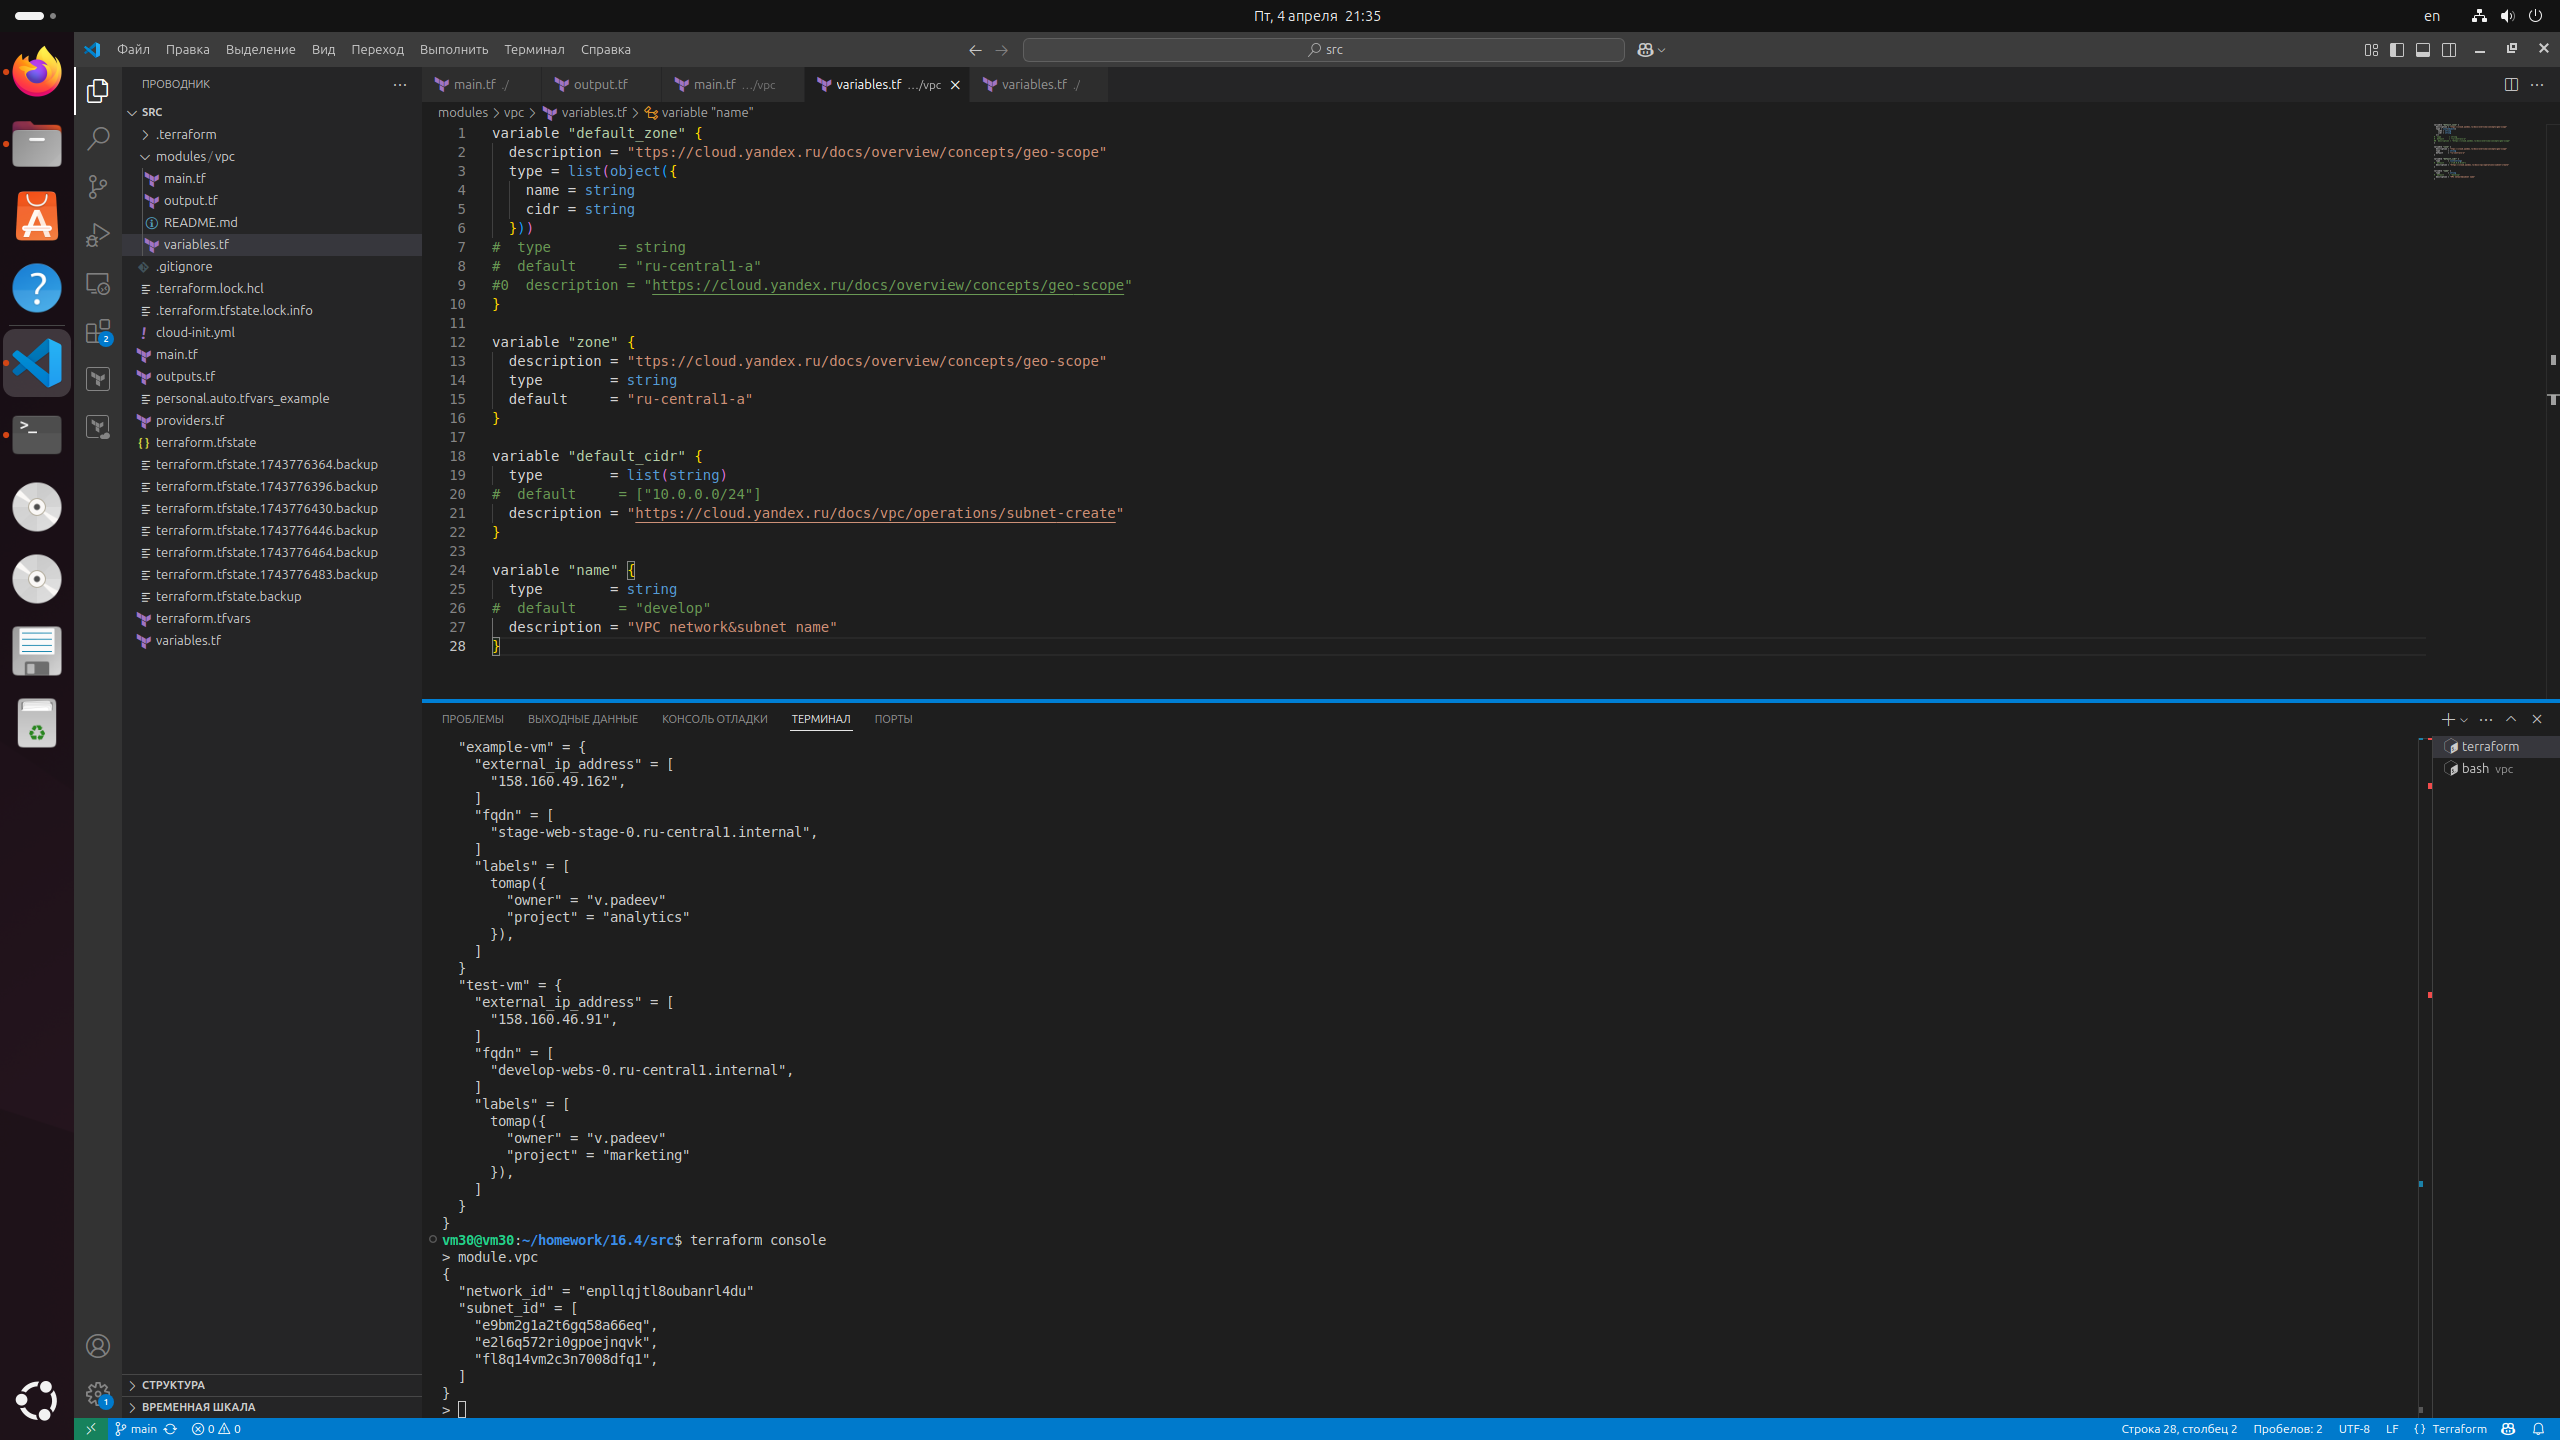 Пт, 4 апреля 21:35
en
Файл Правка Выделение Вид Переход Выполнить Терминал Справка
src
ПРОВОДНИК
main.tf ./ output.tf main.tf …/vpc variables.tf …/vpc variables.tf ./
SRC
.terraform
modules/vpc
main.tf
output.tf
README.md
variables.tf
.gitignore
.terraform.lock.hcl
.terraform.tfstate.lock.info
cloud-init.yml
main.tf
outputs.tf
personal.auto.tfvars_example
providers.tf
terraform.tfstate
terraform.tfstate.1743776364.backup
terraform.tfstate.1743776396.backup
terraform.tfstate.1743776430.backup
terraform.tfstate.1743776446.backup
terraform.tfstate.1743776464.backup
terraform.tfstate.1743776483.backup
terraform.tfstate.backup
terraform.tfvars
variables.tf
СТРУКТУРА
ВРЕМЕННАЯ ШКАЛА
2
1
modules > vpc > variables.tf > variable "name"
1 variable "default_zone" {
2   description = "ttps://cloud.yandex.ru/docs/overview/concepts/geo-scope"
3   type = list(object({
4     name = string
5     cidr = string
6   }))
7 #  type        = string
8 #  default     = "ru-central1-a"
9 #0  description = "https://cloud.yandex.ru/docs/overview/concepts/geo-scope"
10 }
11
12 variable "zone" {
13   description = "ttps://cloud.yandex.ru/docs/overview/concepts/geo-scope"
14   type        = string
15   default     = "ru-central1-a"
16 }
17
18 variable "default_cidr" {
19   type        = list(string)
20 #  default     = ["10.0.0.0/24"]
21   description = "https://cloud.yandex.ru/docs/vpc/operations/subnet-create"
22 }
23
24 variable "name" {
25   type        = string
26 #  default     = "develop"
27   description = "VPC network&subnet name"
28 }
ПРОБЛЕМЫ ВЫХОДНЫЕ ДАННЫЕ КОНСОЛЬ ОТЛАДКИ ТЕРМИНАЛ ПОРТЫ
terraform
bash vpc
  "example-vm" = {
    "external_ip_address" = [
      "158.160.49.162",
    ]
    "fqdn" = [
      "stage-web-stage-0.ru-central1.internal",
    ]
    "labels" = [
      tomap({
        "owner" = "v.padeev"
        "project" = "analytics"
      }),
    ]
  }
  "test-vm" = {
    "external_ip_address" = [
      "158.160.46.91",
    ]
    "fqdn" = [
      "develop-webs-0.ru-central1.internal",
    ]
    "labels" = [
      tomap({
        "owner" = "v.padeev"
        "project" = "marketing"
      }),
    ]
  }
}
vm30@vm30:~/homework/16.4/src$ terraform console
> module.vpc
{
  "network_id" = "enpllqjtl8oubanrl4du"
  "subnet_id" = [
    "e9bm2g1a2t6gq58a66eq",
    "e2l6q572ri0gpoejnqvk",
    "fl8q14vm2c3n7008dfq1",
  ]
}
>
main 0 0 Строка 28, столбец 2 Пробелов: 2 UTF-8 LF {} Terraform